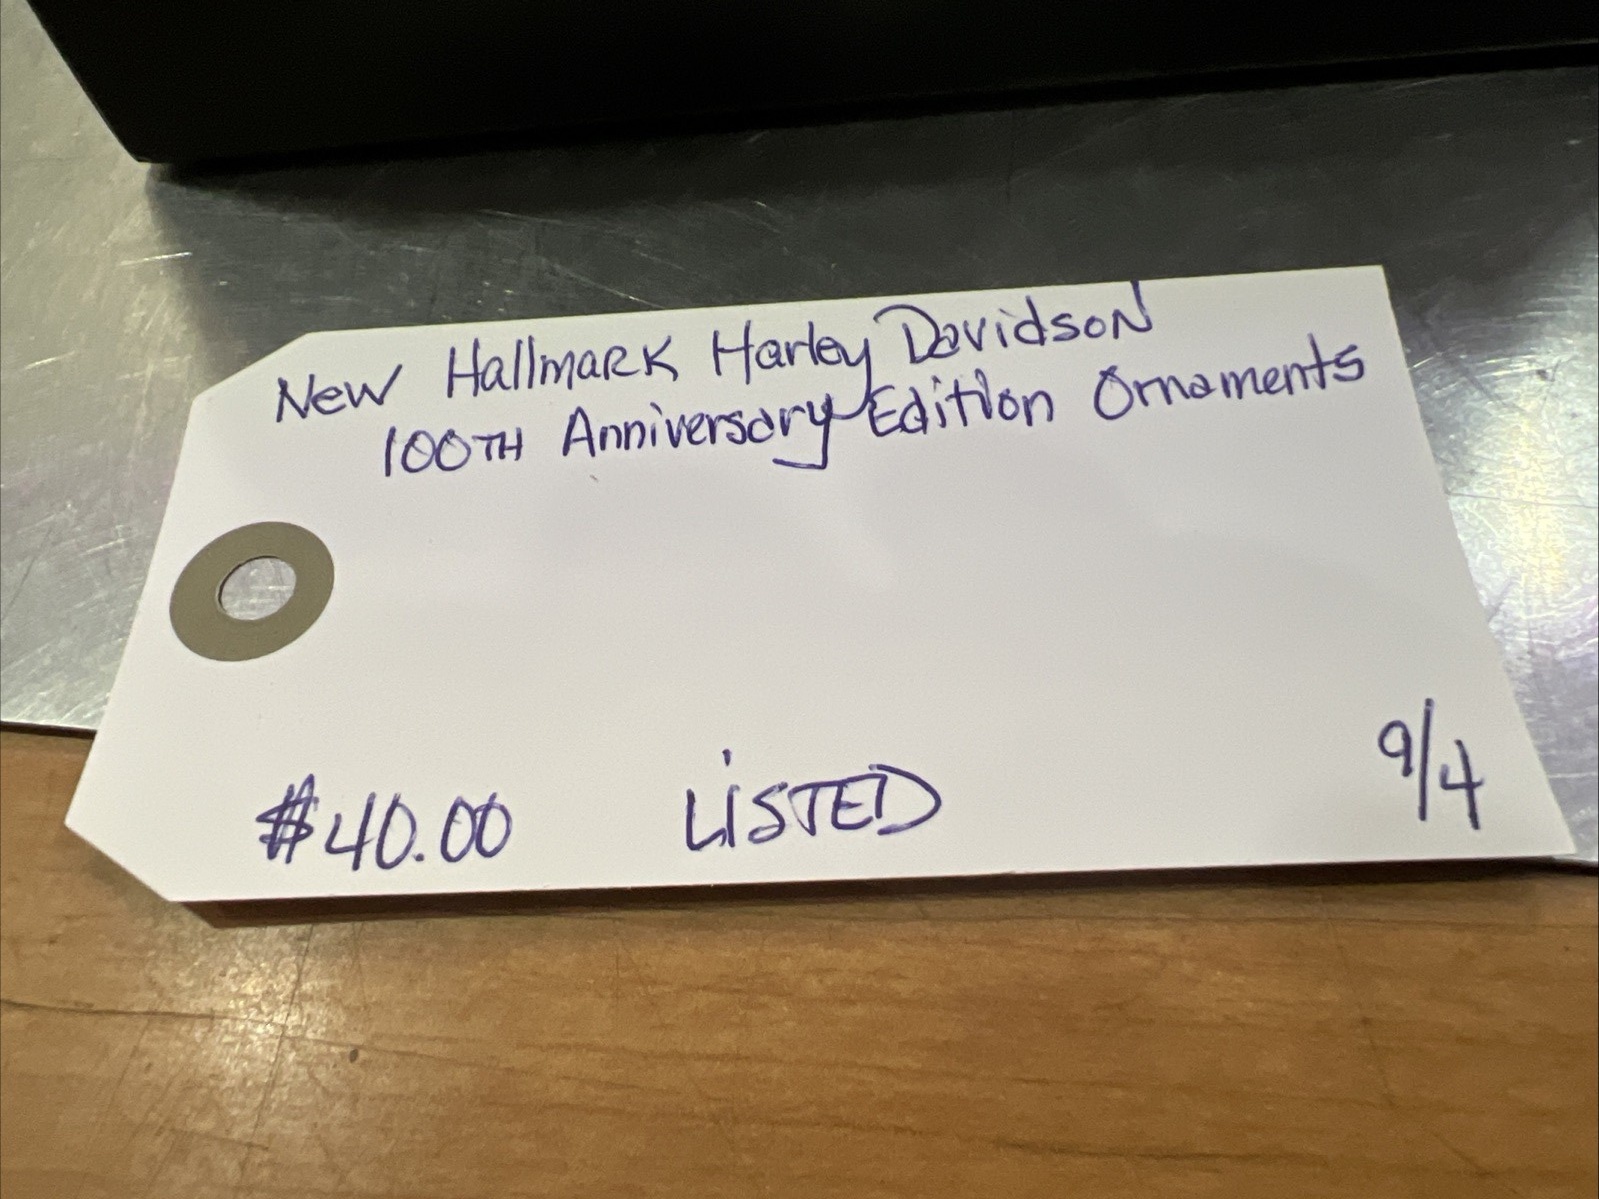 New Hallmark Harley Davidson
100TH Anniversary Edition Ornaments
$40.00 LiSTED 9/4